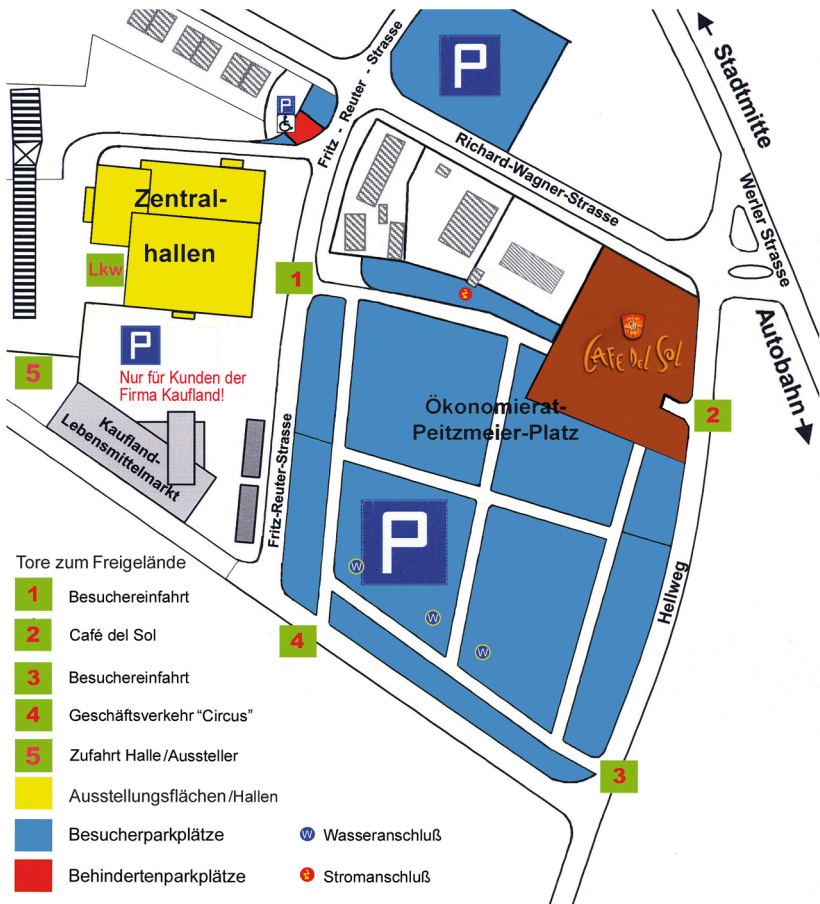 P
Stadtmitte
Fritz - Reuter - Strasse
P
Richard-Wagner-Strasse
Werler Strasse
Zentral-
hallen
Lkw
1
CAFE DEL SOL
Autobahn
P
Nur für Kunden der
Firma Kaufland!
5
Ökonomierat-
Peitzmeier-Platz
2
Kaufland-
Lebensmittelmarkt
Fritz-Reuter-Strasse
P
W
W
W
Hellweg
4
3
Tore zum Freigelände
1 Besuchereinfahrt
2 Café del Sol
3 Besuchereinfahrt
4 Geschäftsverkehr “Circus”
5 Zufahrt Halle/Aussteller
Ausstellungsflächen/Hallen
Besucherparkplätze
W Wasseranschluß
Behindertenparkplätze
Stromanschluß